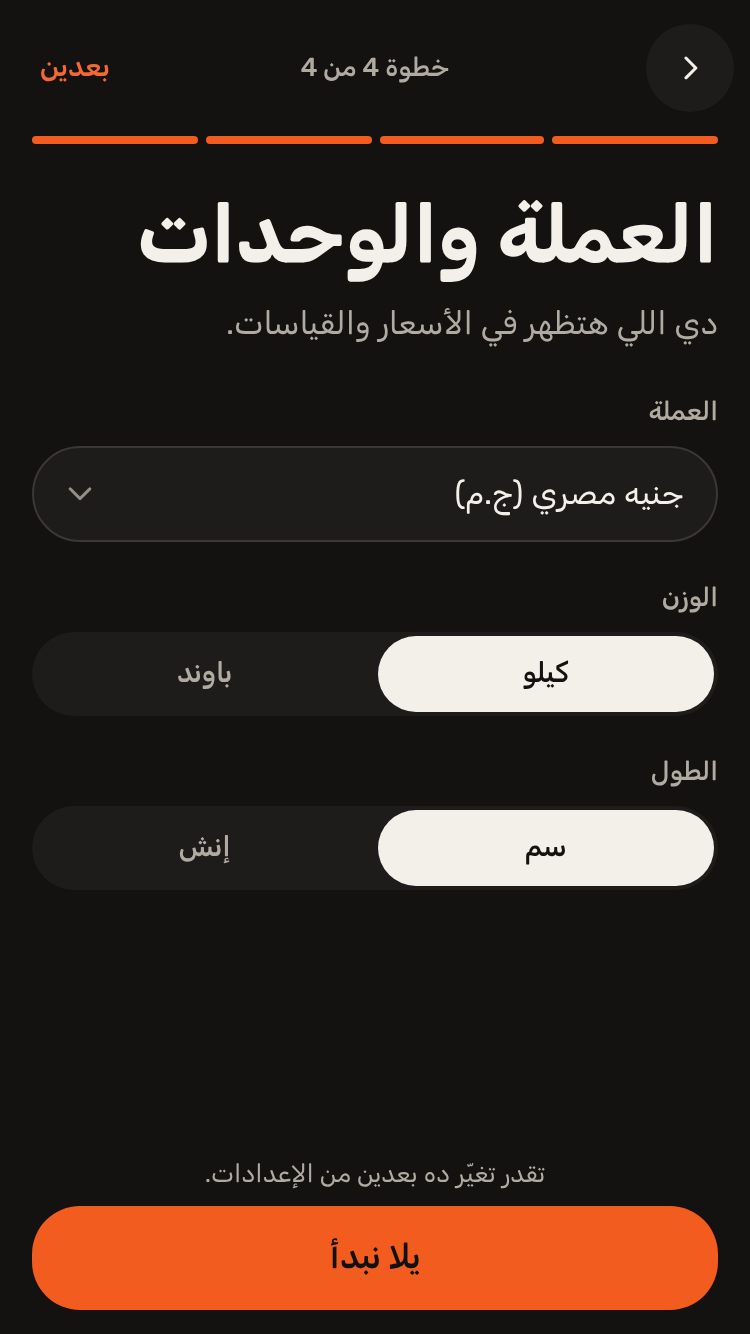 خطوة 4 من 4
بعدين
العملة والوحدات
دي اللي هتظهر في الأسعار والقياسات.
العملة
جنيه مصري (ج.م)
الوزن
كيلو
باوند
الطول
سم
إنش
تقدر تغيّر ده بعدين من الإعدادات.
يلا نبدأ